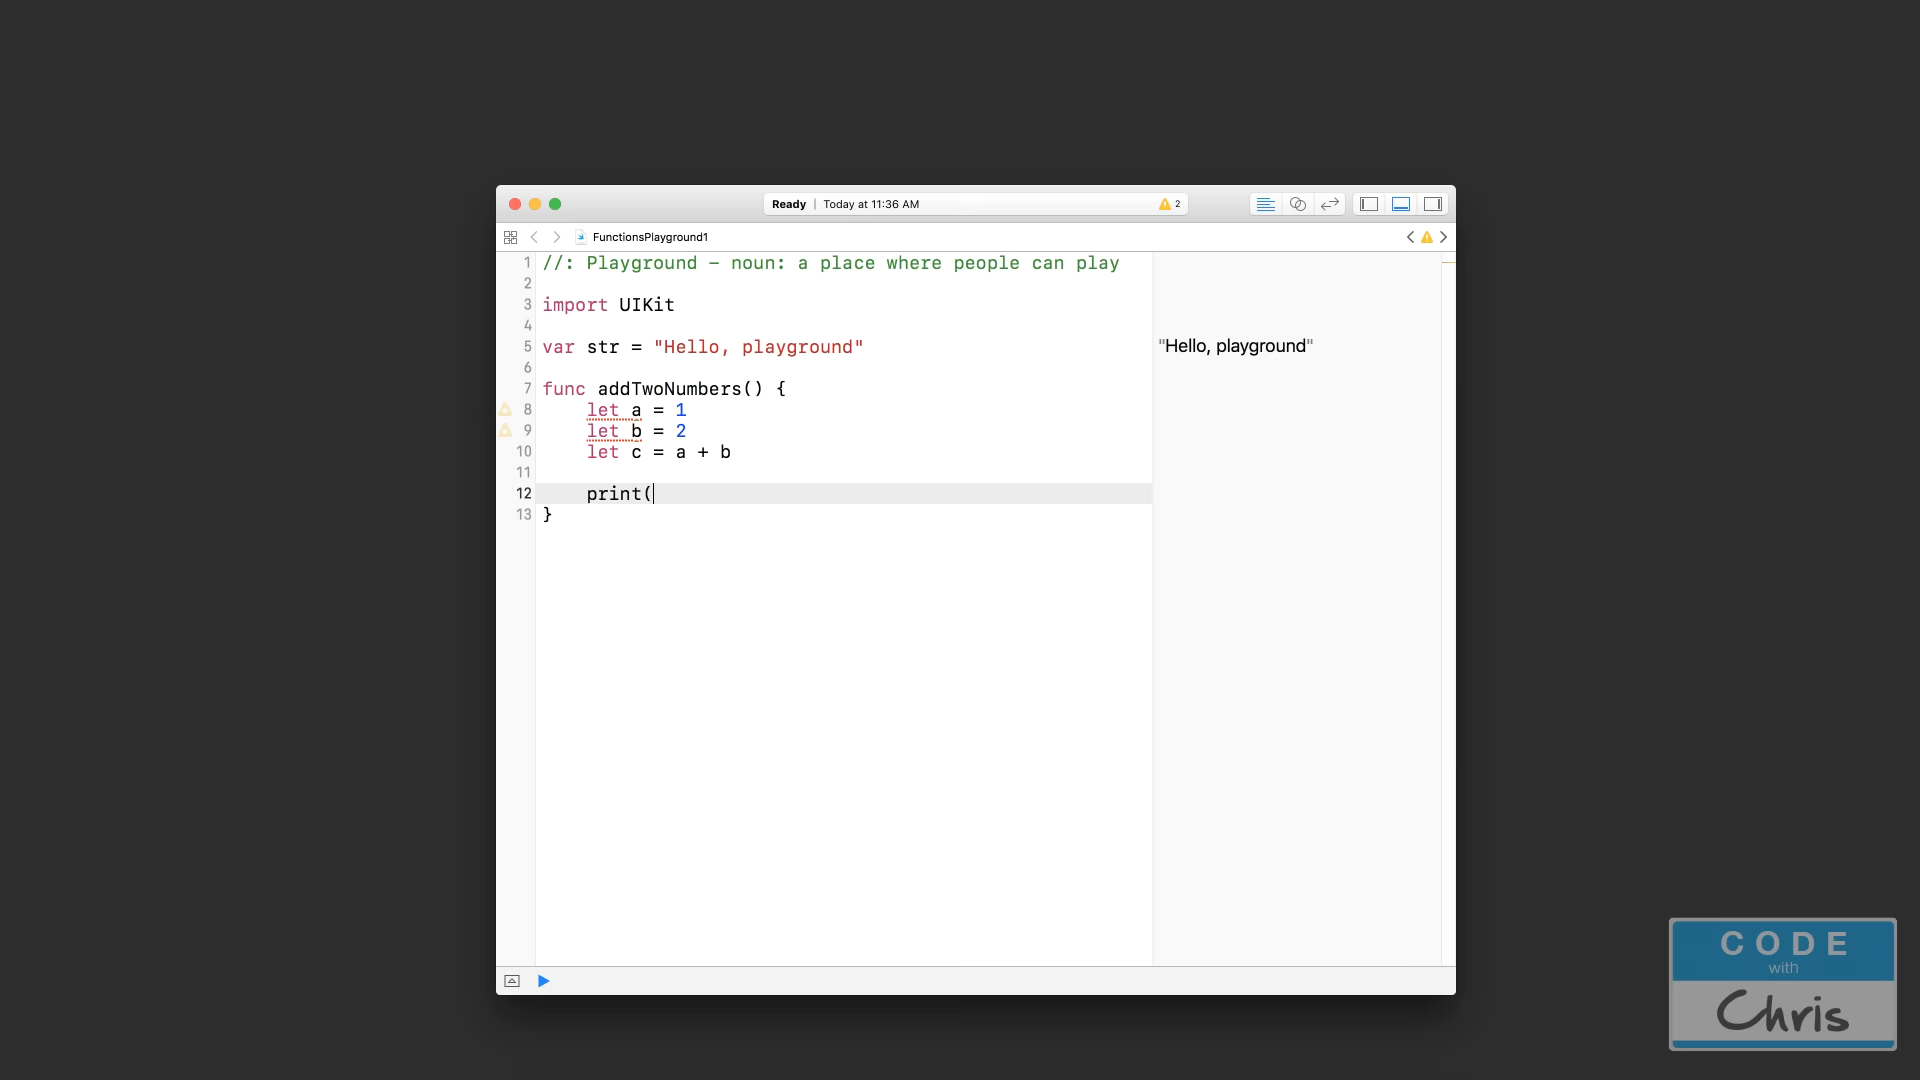 Ready | Today at 11:36 AM 2
FunctionsPlayground1
1 //: Playground – noun: a place where people can play
2
3 import UIKit
4
5 var str = "Hello, playground" "Hello, playground"
6
7 func addTwoNumbers() {
8 let a = 1
9 let b = 2
10 let c = a + b
11
12 print(
13 }
CODE
with
Chris